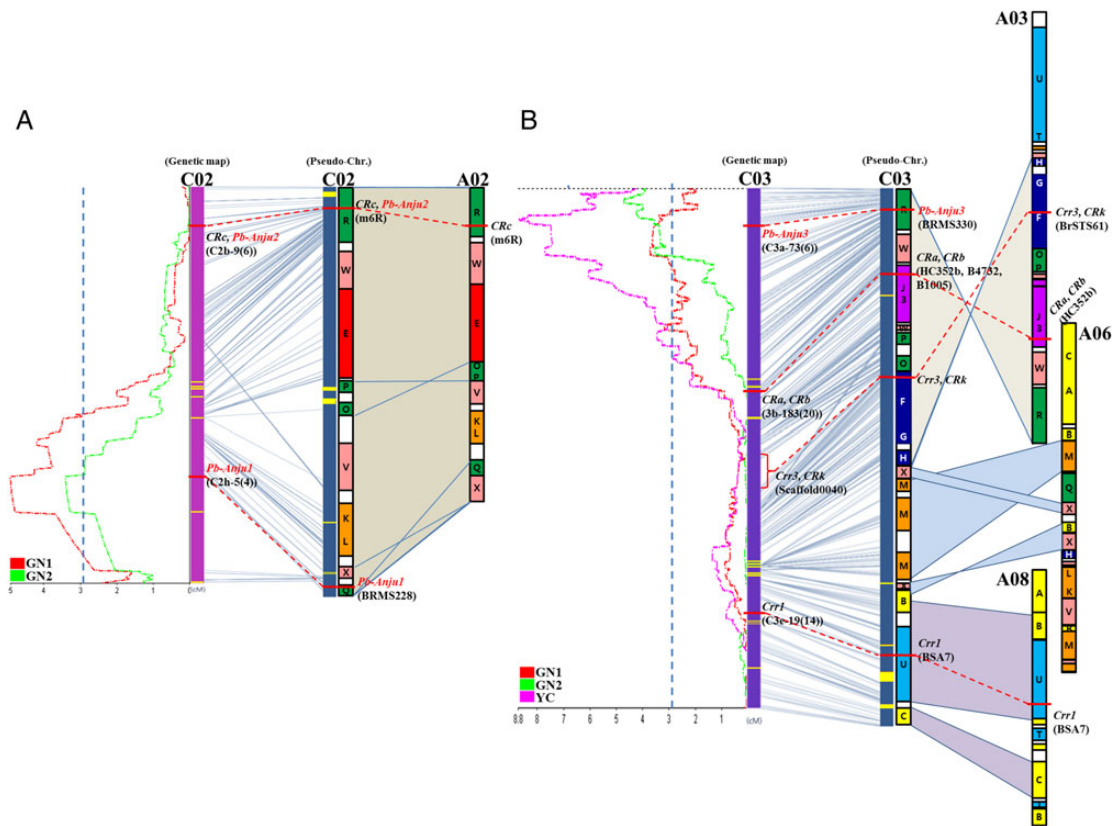 A
(Genetic map)
C02
(Pseudo-Chr.)
C02
A02
CRc, Pb-Anju2
(C2b-9(6))
CRc, Pb-Anju2
(m6R)
CRc
(m6R)
Pb-Anju1
(C2h-5(4))
Pb-Anju1
(BRMS228)
R
W
E
P
O
V
K
L
X
Q
R
W
E
O
P
V
K
L
Q
X
GN1
GN2
5
4
3
2
1
0
(cM)
B
(Genetic map)
C03
(Pseudo-Chr.)
C03
A03
A06
A08
Pb-Anju3
(C3a-73(6))
CRa, CRb
(3b-183(20))
Crr3, CRk
(Scaffold0040)
Crr1
(C3e-19(14))
Pb-Anju3
(BRMS330)
CRa, CRb
(HC352b, B4732,
B1005)
Crr3, CRk
Crr1
(BSA7)
Crr3, CRk
(BrSTS61)
CRa, CRb
(HC352b)
Crr1
(BSA7)
R
W
J
3
W
P
O
F
G
H
X
M
M
B
U
C
U
T
H
G
F
O
P
J
3
W
R
C
A
B
M
Q
X
B
X
H
L
K
V
M
A
B
U
T
C
B
GN1
GN2
YC
8.8
8
7
6
5
4
3
2
1
(cM)